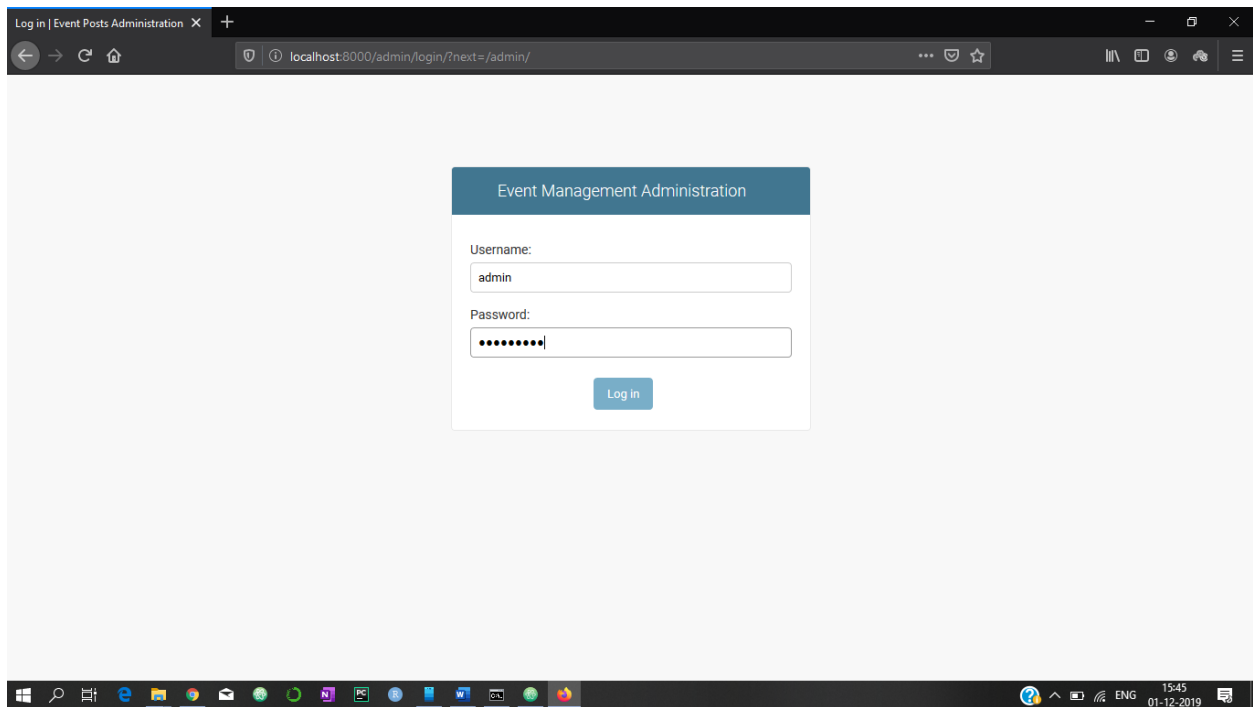 Log in | Event Posts Administration
localhost:8000/admin/login/?next=/admin/
Event Management Administration
Username:
admin
Password:
Log in
ENG
15:45
01-12-2019